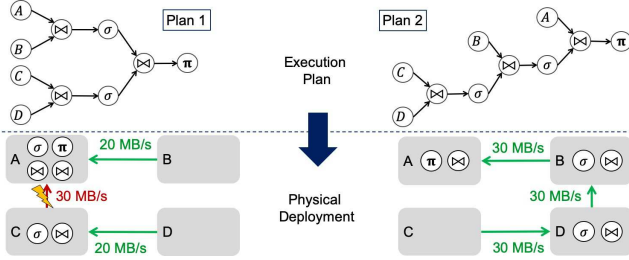 Plan 1
Plan 2
A
B
C
D
⋈
σ
⋈
σ
⋈
π
Execution
Plan
A
B
C
D
⋈
σ
⋈
σ
⋈
π
A
σ π
⋈ ⋈
20 MB/s
B
30 MB/s
C
σ ⋈
20 MB/s
D
Physical
Deployment
A
π ⋈
30 MB/s
B
σ ⋈
30 MB/s
C
30 MB/s
D
σ ⋈